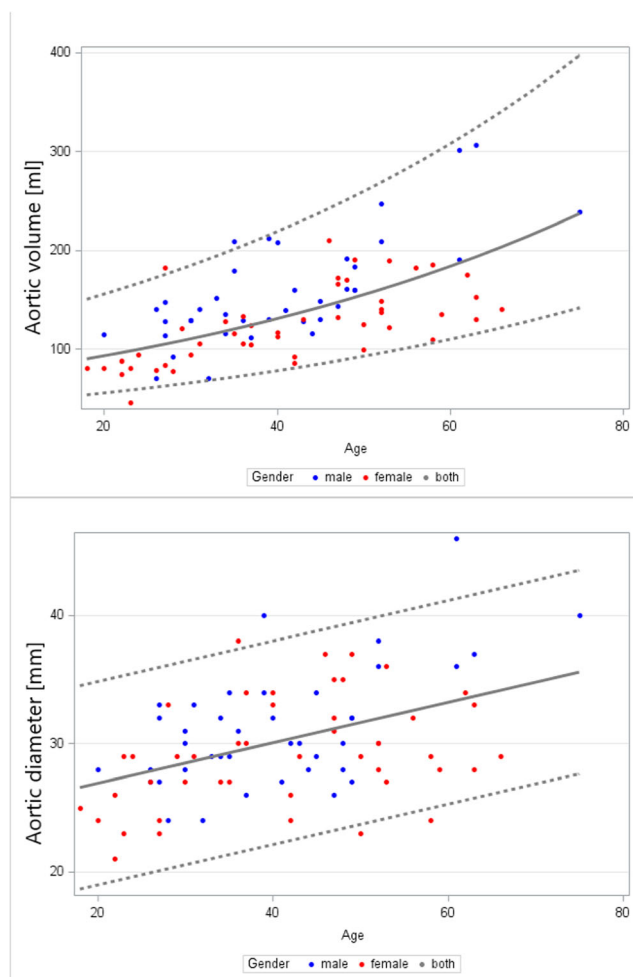 400
300
200
100
Aortic volume [ml]
20 40 60 80
Age
Gender male female both
40
30
20
Aortic diameter [mm]
20 40 60 80
Age
Gender male female both